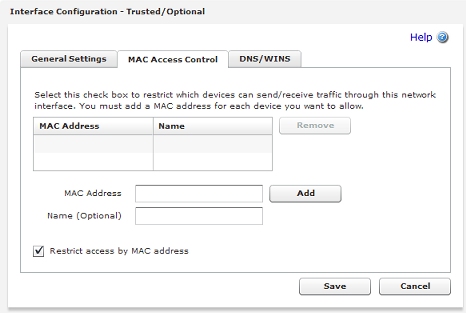 Interface Configuration - Trusted/Optional
Help
General Settings
MAC Access Control
DNS/WINS
Select this check box to restrict which devices can send/receive traffic through this network
interface. You must add a MAC address for each device you want to allow.
MAC Address
Name
Remove
MAC Address
Add
Name (Optional)
Restrict access by MAC address
Save
Cancel